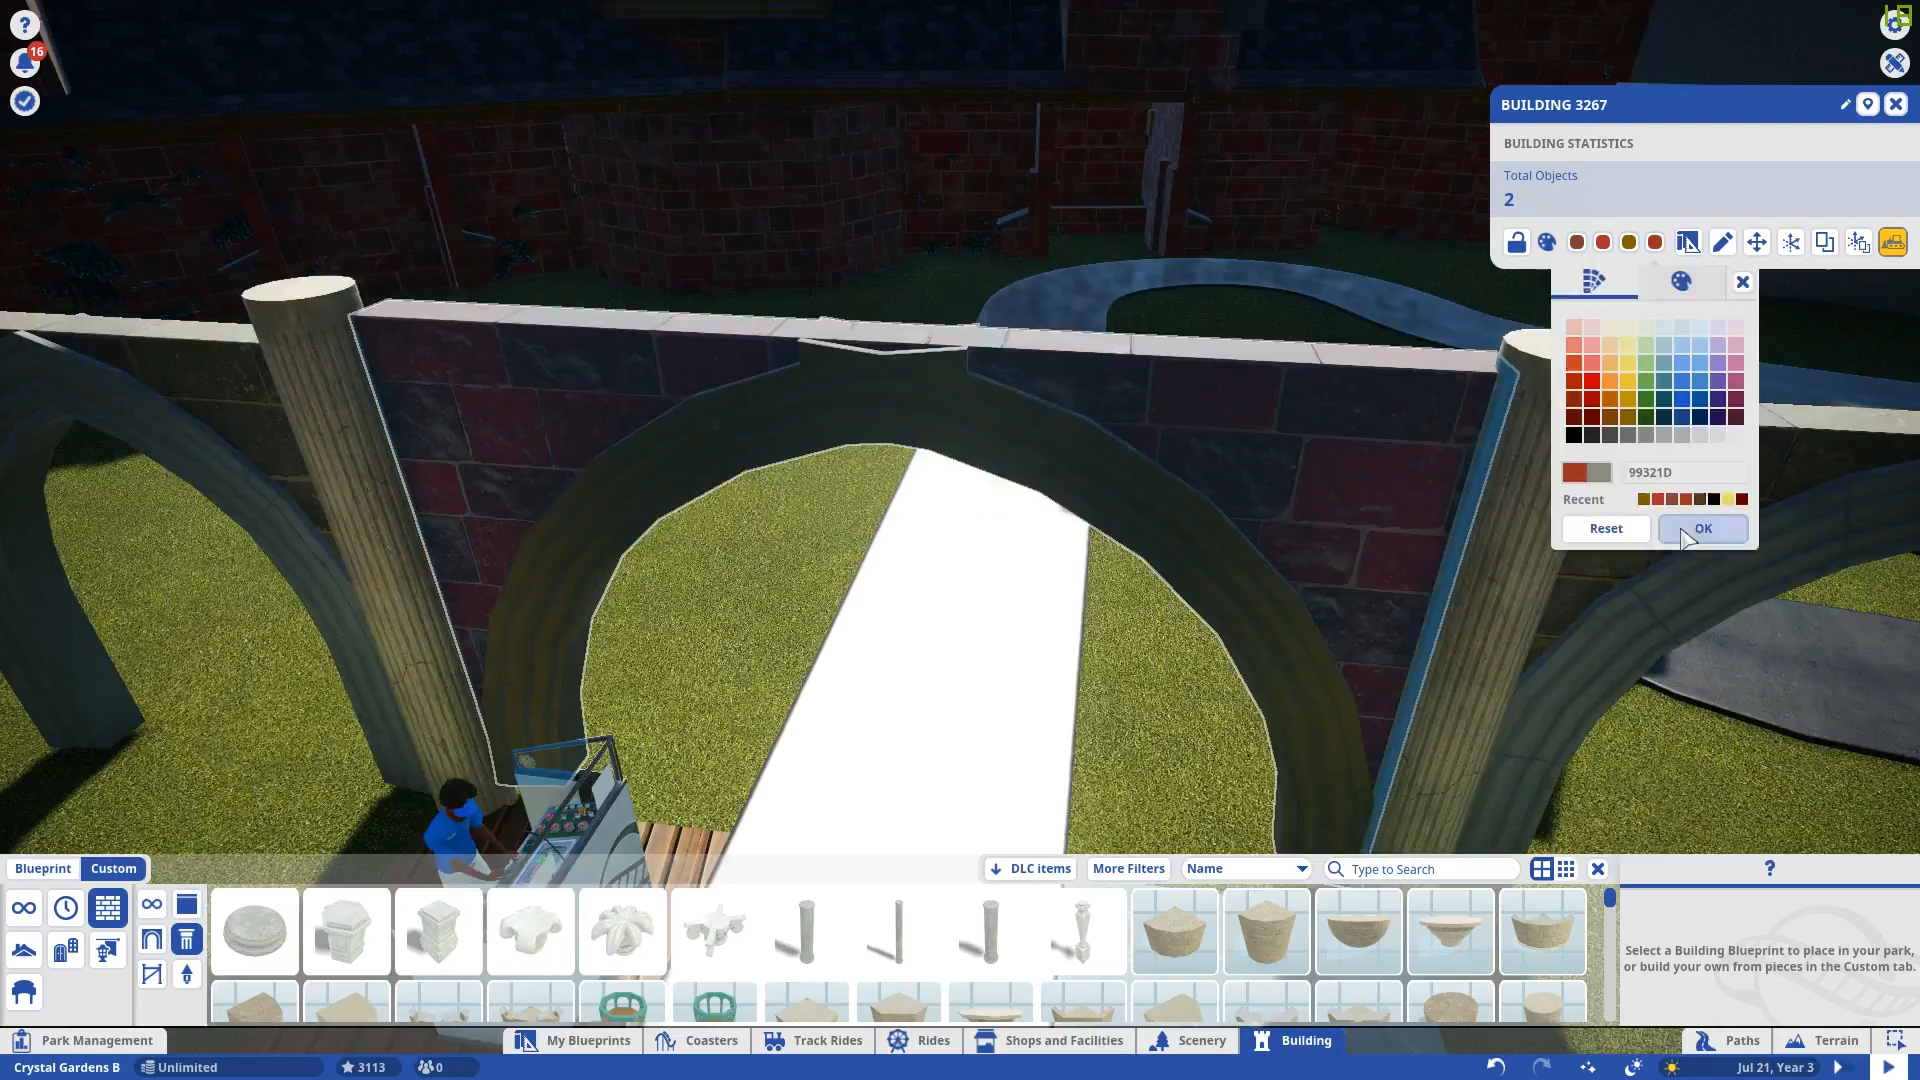 ?
16
BUILDING 3267
BUILDING STATISTICS
Total Objects
2
99321D
Recent
Reset
OK
Blueprint
Custom
DLC items
More Filters
Name
Type to Search
?
Select a Building Blueprint to place in your park,
or build your own from pieces in the Custom tab.
Park Management
My Blueprints
Coasters
Track Rides
Rides
Shops and Facilities
Scenery
Building
Paths
Terrain
Crystal Gardens B
Unlimited
3113
0
Jul 21, Year 3